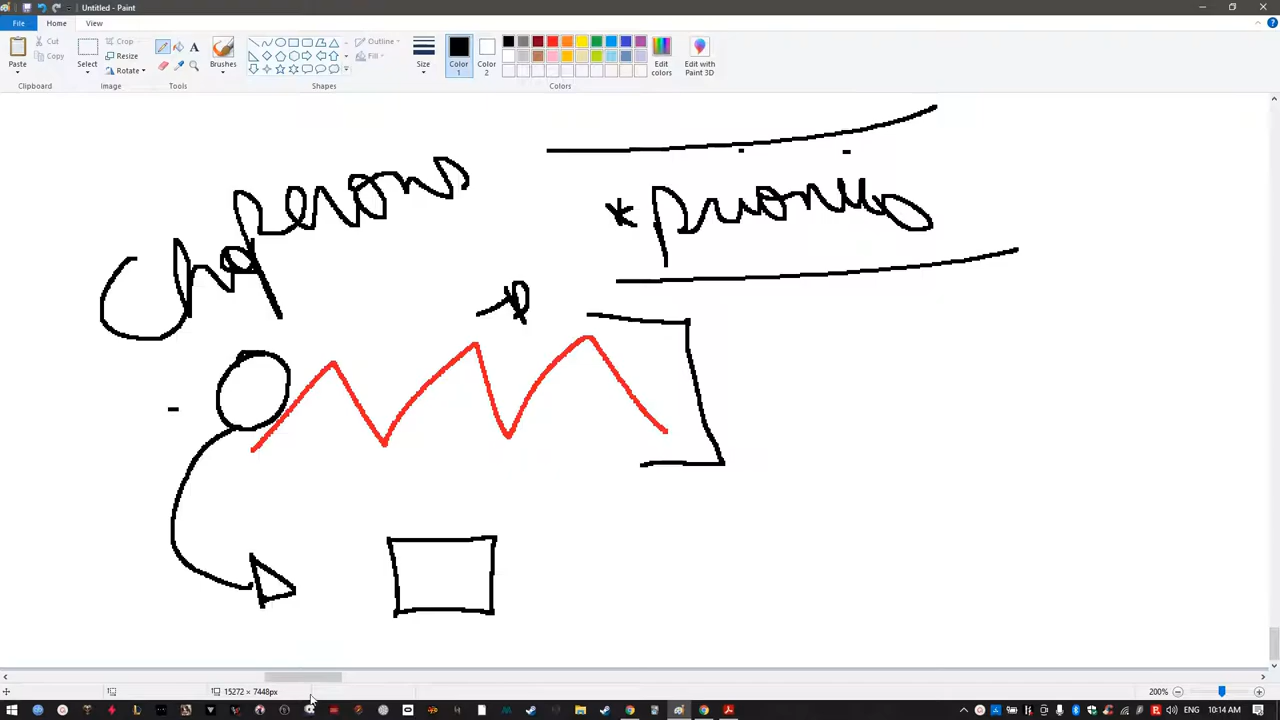 Untitled - Paint
File Home View
Paste
Cut
Copy
Clipboard
Select
Crop
Resize
Rotate
Image
Tools
Brushes
Shapes
Outline
Fill
Size
Color 1
Color 2
Edit colors
Edit with Paint 3D
Colors
Chaperons
15272 × 7448px
200%
ENG 10:14 AM